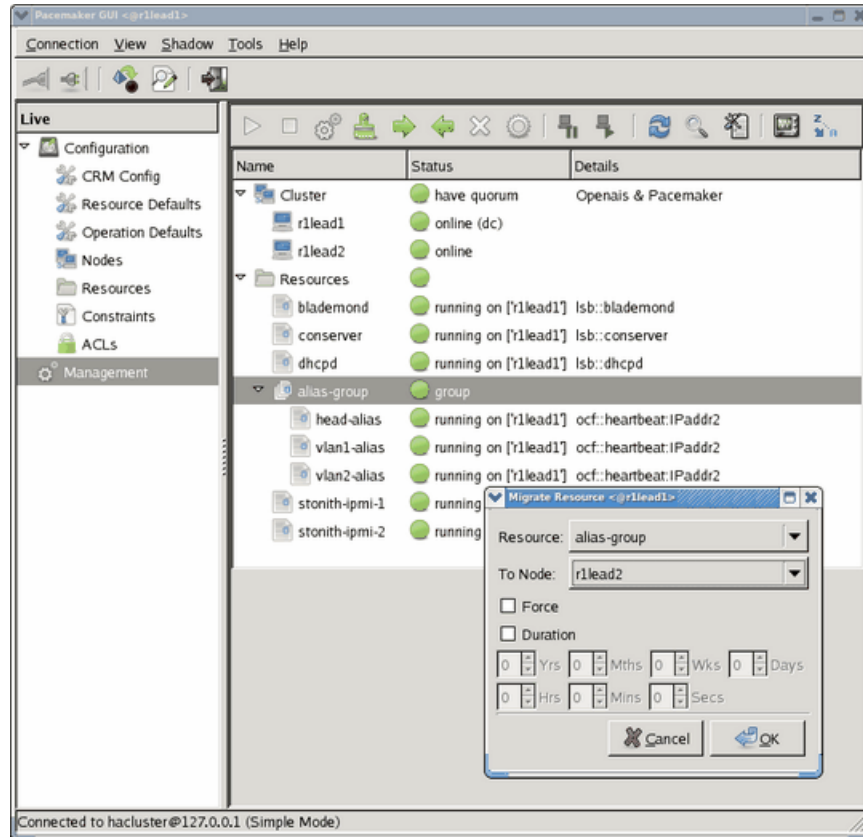 Pacemaker GUI <@r1lead1>
Connection View Shadow Tools Help
Live
Configuration
CRM Config
Resource Defaults
Operation Defaults
Nodes
Resources
Constraints
ACLs
Management
Name Status Details
Cluster have quorum Openais & Pacemaker
r1lead1 online (dc)
r1lead2 online
Resources
blademond running on ['r1lead1'] lsb::blademond
conserver running on ['r1lead1'] lsb::conserver
dhcpd running on ['r1lead1'] lsb::dhcpd
alias-group group
head-alias running on ['r1lead1'] ocf::heartbeat:IPaddr2
vlan1-alias running on ['r1lead1'] ocf::heartbeat:IPaddr2
vlan2-alias running on ['r1lead1'] ocf::heartbeat:IPaddr2
stonith-ipmi-1 running
stonith-ipmi-2 running
Migrate Resource <@r1lead1>
Resource: alias-group
To Node: r1lead2
Force
Duration
0 Yrs 0 Mths 0 Wks 0 Days
0 Hrs 0 Mins 0 Secs
Cancel OK
Connected to hacluster@127.0.0.1 (Simple Mode)